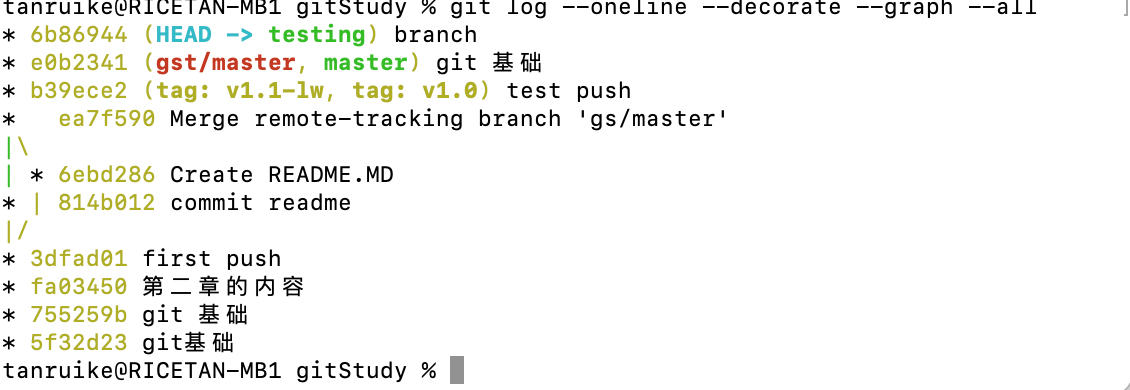 tanruike@RICETAN-MB1 gitStudy % git log --oneline --decorate --graph --all
* 6b86944 (HEAD -> testing) branch
* e0b2341 (gst/master, master) git 基础
* b39ece2 (tag: v1.1-lw, tag: v1.0) test push
*   ea7f590 Merge remote-tracking branch 'gs/master'
|\
| * 6ebd286 Create README.MD
* | 814b012 commit readme
|/
* 3dfad01 first push
* fa03450 第二章的内容
* 755259b git 基础
* 5f32d23 git基础
tanruike@RICETAN-MB1 gitStudy %